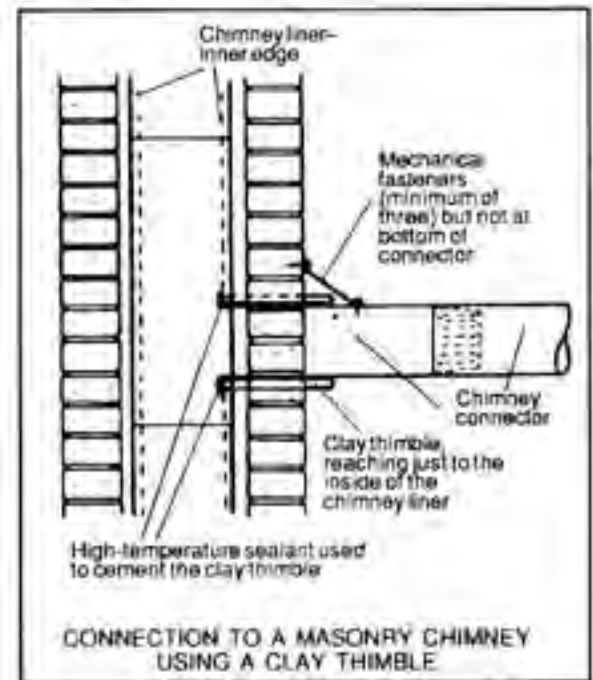 Chimney liner–
inner edge
Mechanical
fasteners
(minimum of
three) but not at
bottom of
connector
Chimney
connector
Clay thimble
reaching just to the
inside of the
chimney liner
High-temperature sealant used
to cement the clay thimble
CONNECTION TO A MASONRY CHIMNEY
USING A CLAY THIMBLE